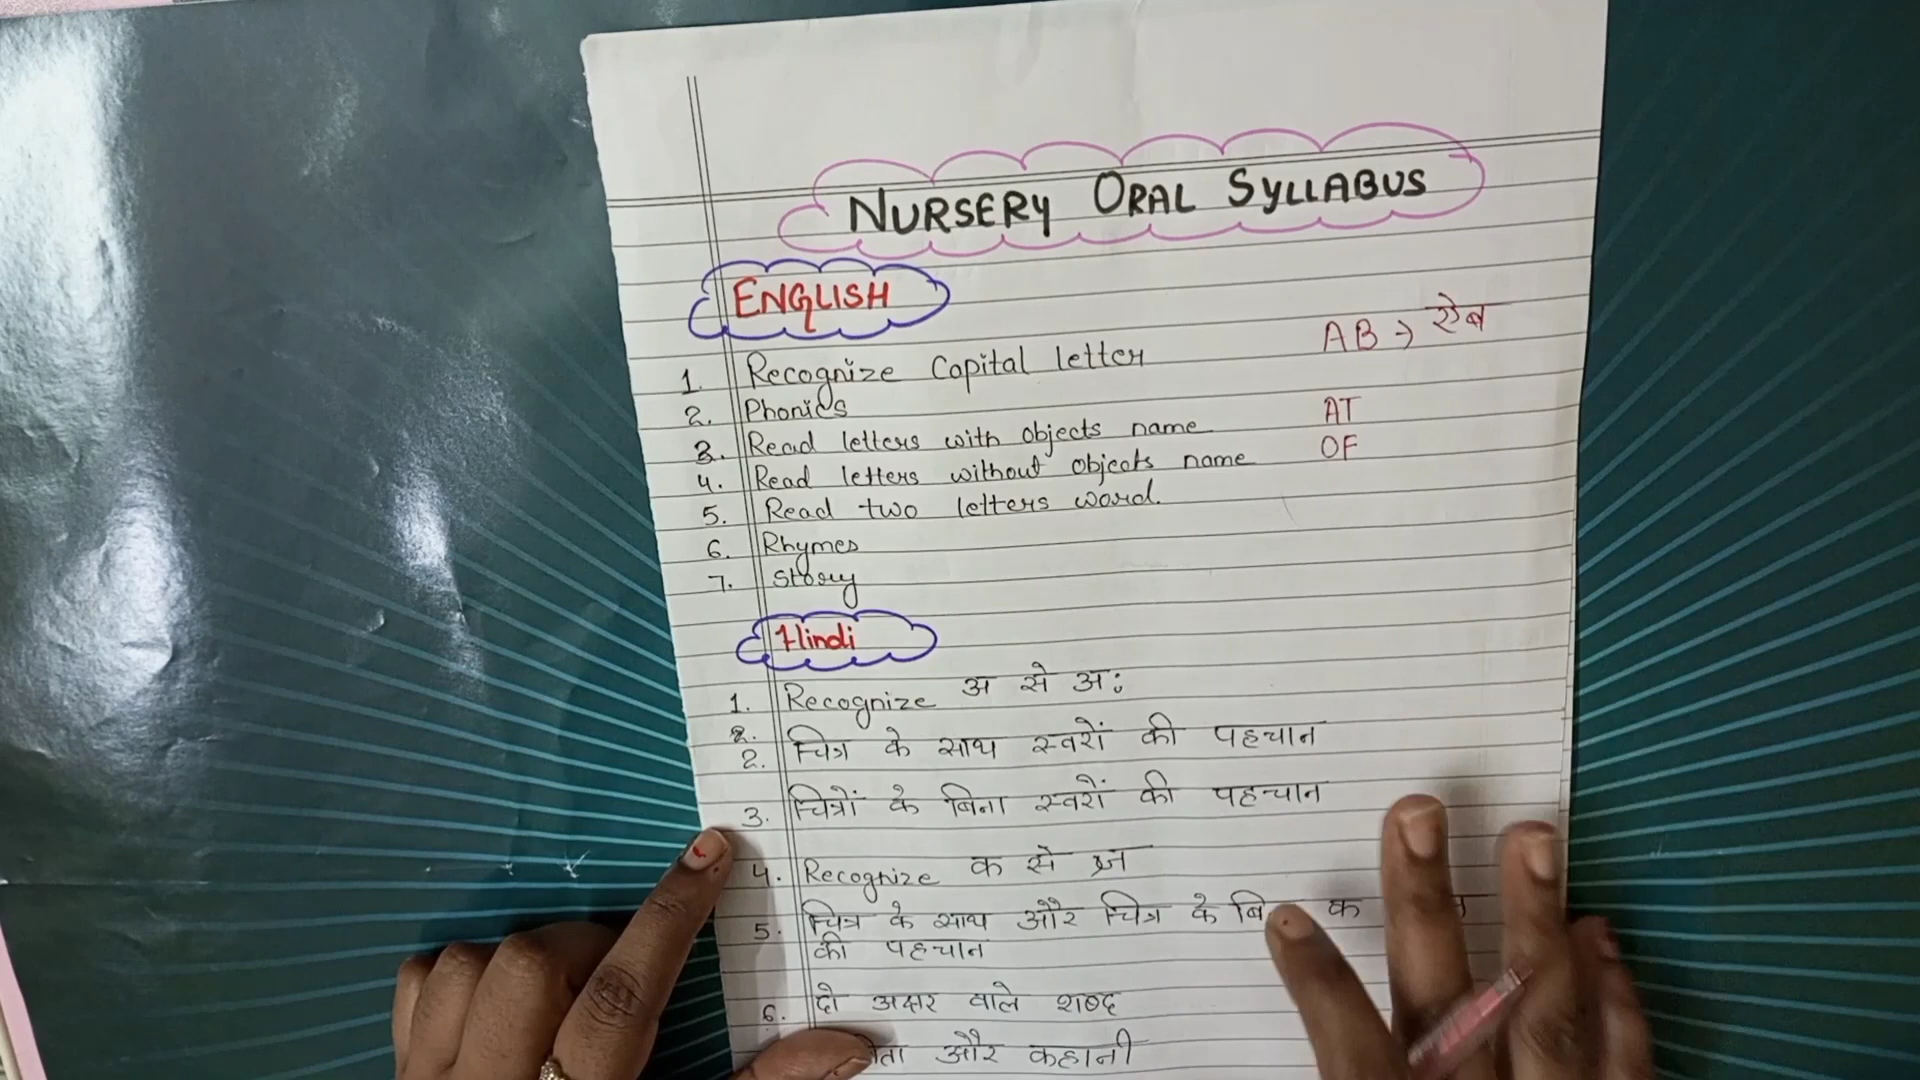 NURSERY ORAL SYLLABUS
ENGLISH
AB → ऐब
1. Recognize Capital letter
2. Phonics
3. Read letters with objects name AT
4. Read letters without objects name OF
5. Read two letters word.
6. Rhymes
7. Story
Hindi
1. Recognize अ से अः
2. चित्र के साथ स्वरों की पहचान
3. चित्रों के बिना स्वरों की पहचान
4. Recognize क से ज्ञ
5. चित्र के साथ और चित्र के क
की पहचान
6. दो अक्षर वाले शब्द
और कहानी